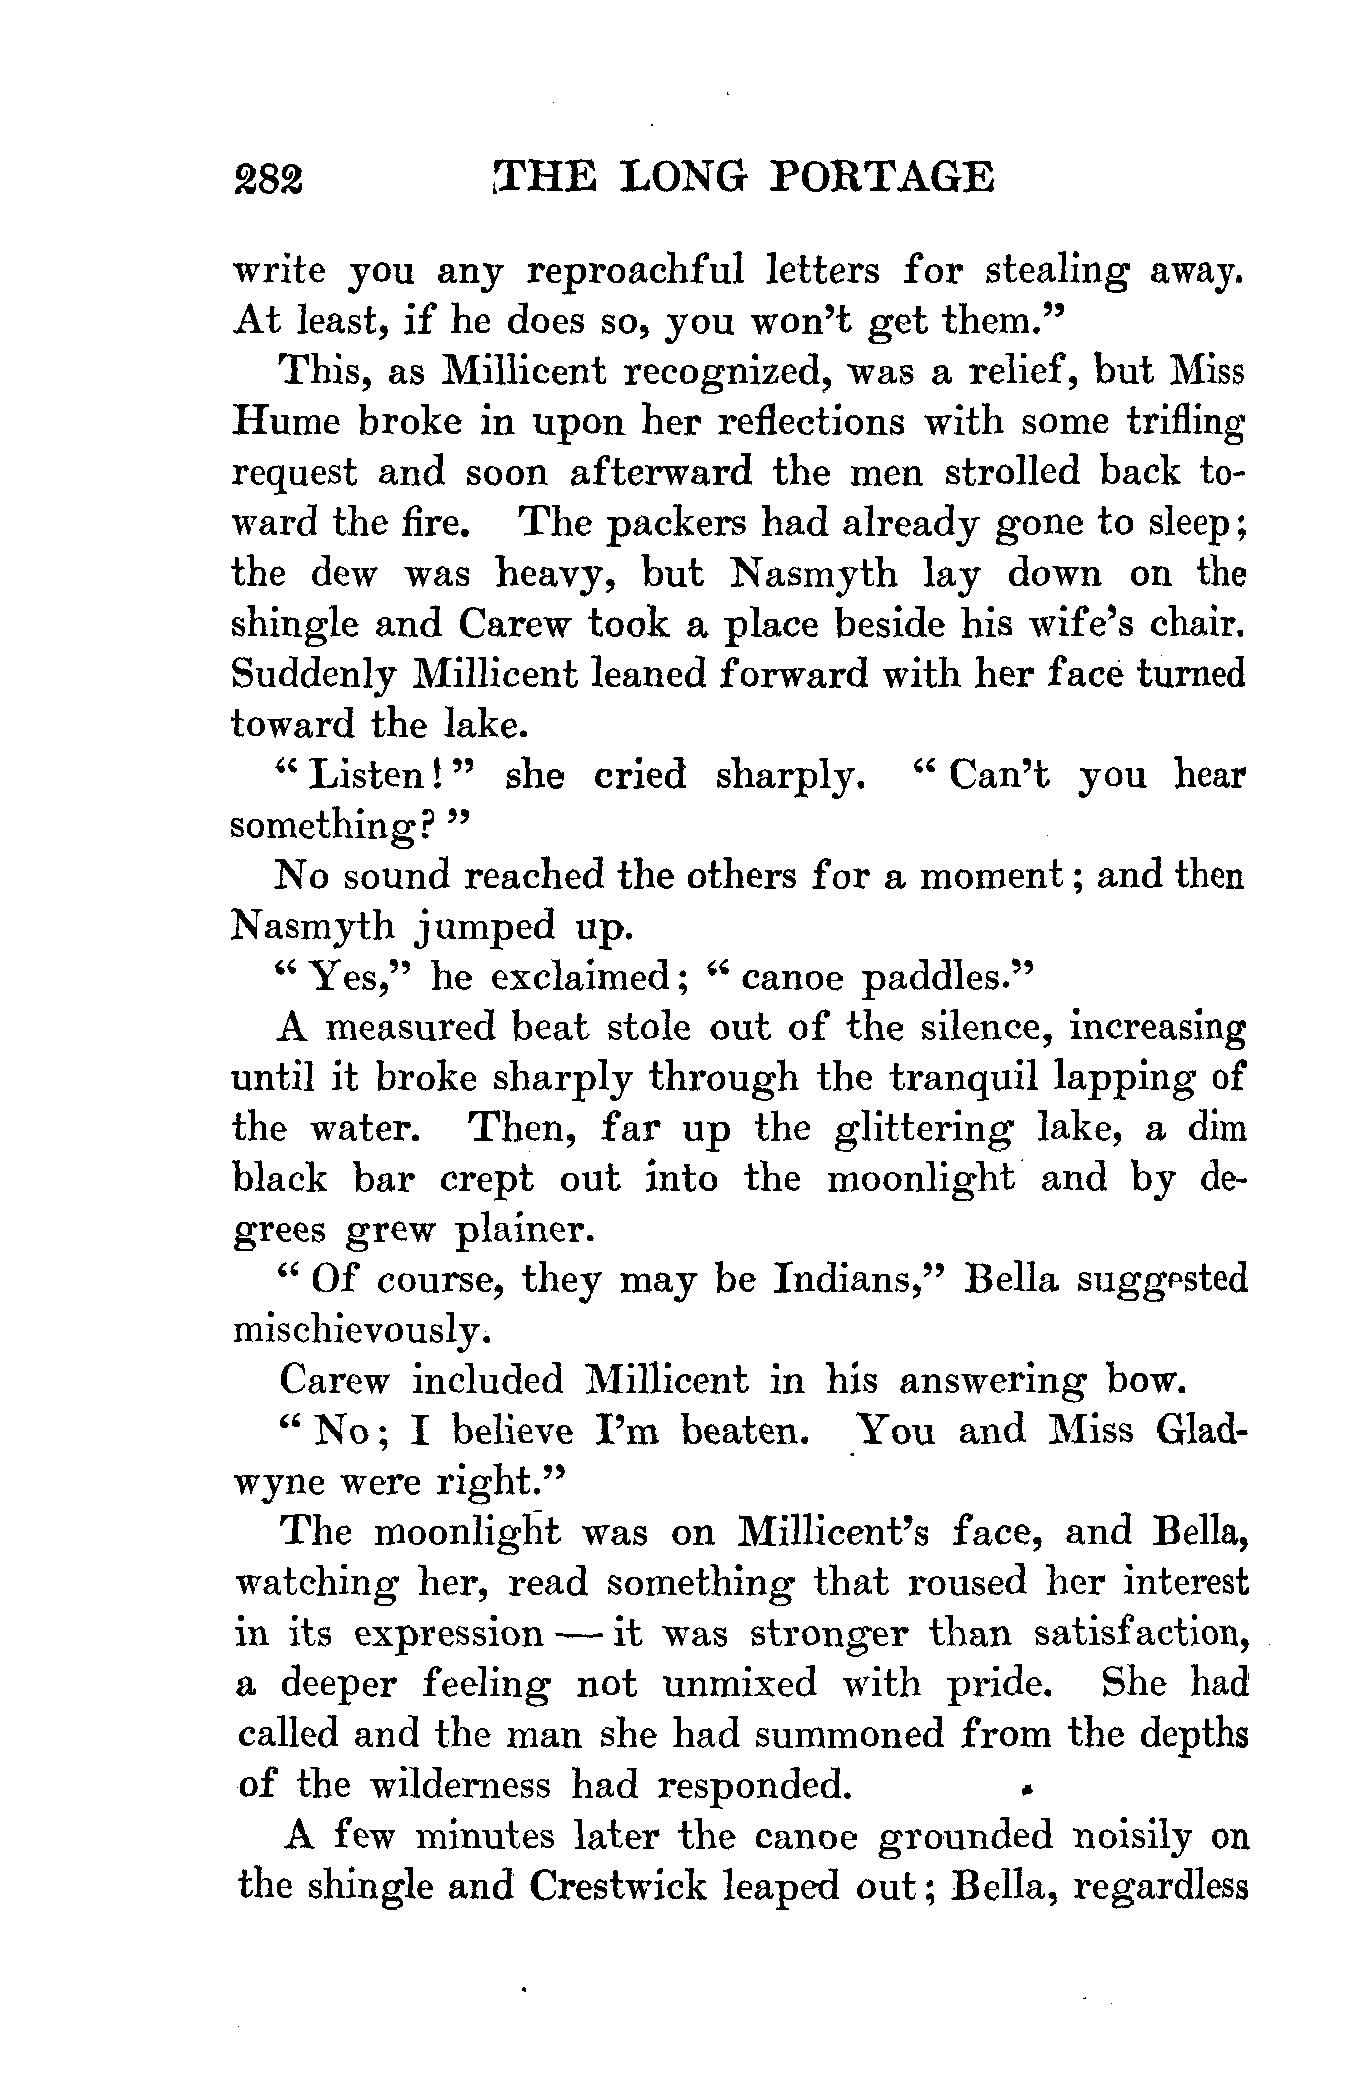 282 THE LONG PORTAGE
write you any reproachful letters for stealing away.
At least, if he does so, you won't get them."
This, as Millicent recognized, was a relief, but Miss
Hume broke in upon her reflections with some trifling
request and soon afterward the men strolled back to-
ward the fire. The packers had already gone to sleep;
the dew was heavy, but Nasmyth lay down on the
shingle and Carew took a place beside his wife's chair.
Suddenly Millicent leaned forward with her face turned
toward the lake.
"Listen!" she cried sharply. "Can't you hear
something?"
No sound reached the others for a moment; and then
Nasmyth jumped up.
"Yes," he exclaimed; "canoe paddles."
A measured beat stole out of the silence, increasing
until it broke sharply through the tranquil lapping of
the water. Then, far up the glittering lake, a dim
black bar crept out into the moonlight and by de-
grees grew plainer.
"Of course, they may be Indians," Bella suggested
mischievously.
Carew included Millicent in his answering bow.
"No; I believe I'm beaten. You and Miss Glad-
wyne were right."
The moonlight was on Millicent's face, and Bella,
watching her, read something that roused her interest
in its expression — it was stronger than satisfaction,
a deeper feeling not unmixed with pride. She had
called and the man she had summoned from the depths
of the wilderness had responded.
A few minutes later the canoe grounded noisily on
the shingle and Crestwick leaped out; Bella, regardless